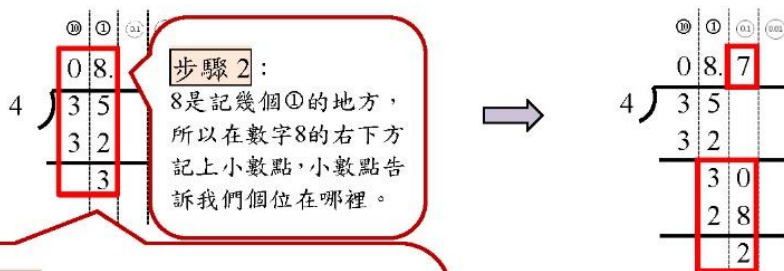 ⑩ ① 0.1
0 8.
4 3 5
3 2
3
步驟2：
8是記幾個①的地方，
所以在數字8的右下方
記上小數點，小數點告
訴我們個位在哪裡。
⑩ ① 0.1 0.01
0 8. 7
4 3 5
3 2
3 0
2 8
2